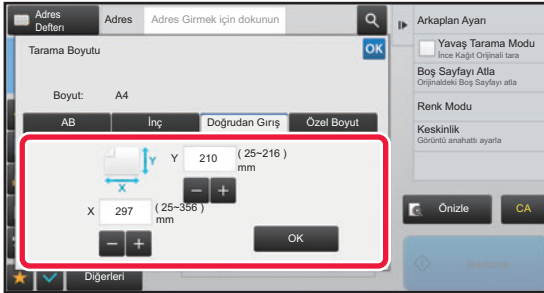 Adres Defteri
Adres
Adres Girmek için dokunun
Tarama Boyutu
OK
Boyut: A4
AB
İnç
Doğrudan Giriş
Özel Boyut
Y
X
Y 210 ( 25~216 ) mm
X 297 ( 25~356 ) mm
OK
Diğerleri
Arkaplan Ayarı
Yavaş Tarama Modu
İnce Kağıt Orijinali tara
Boş Sayfayı Atla
Orijinaldeki Boş Sayfayı atla
Renk Modu
Keskinlik
Görüntü anahattı ayarla
Önizle
CA